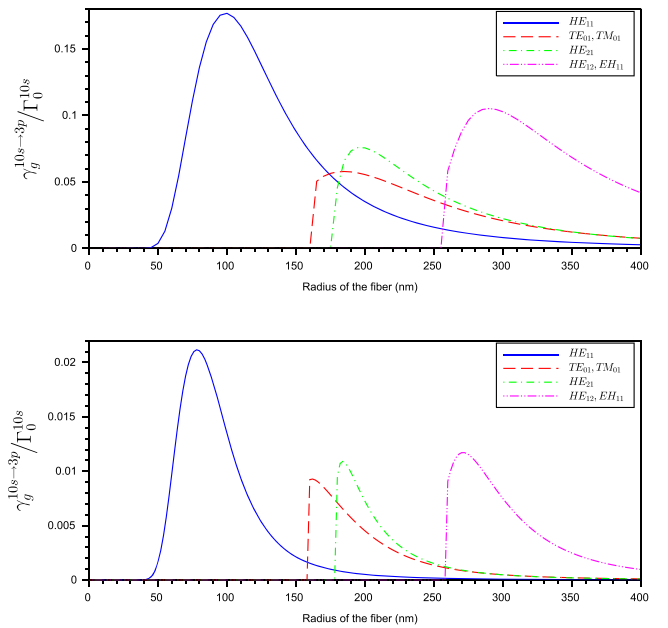 γ_g^{10s→3p}/Γ_0^{10s}
0.15
0.1
0.05
0
HE_{11}
TE_{01}, TM_{01}
HE_{21}
HE_{12}, EH_{11}
0 50 100 150 200 250 300 350 400
Radius of the fiber (nm)
γ_g^{10s→3p}/Γ_0^{10s}
0.02
0.015
0.01
0.005
0
HE_{11}
TE_{01}, TM_{01}
HE_{21}
HE_{12}, EH_{11}
0 50 100 150 200 250 300 350 400
Radius of the fiber (nm)